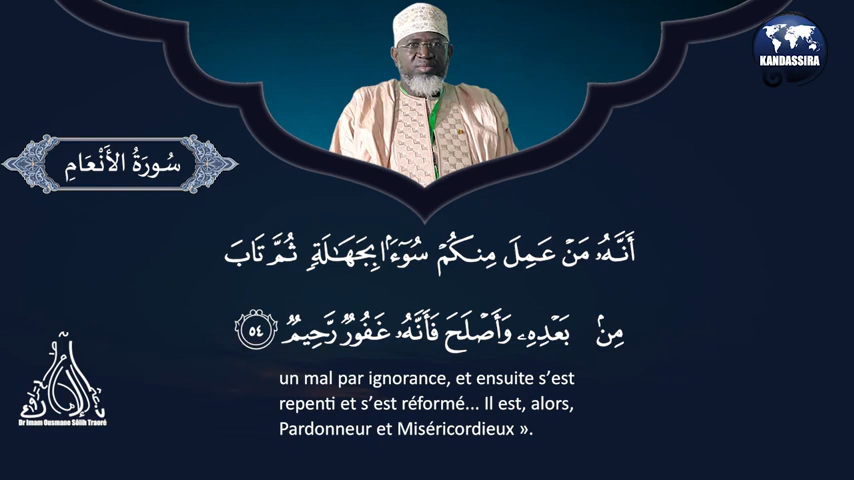 KANDASSIRA
سُورَةُ الأَنْعَامِ
أَنَّهُۥ مَنْ عَمِلَ مِنكُمْ سُوٓءَۢا بِجَهَٰلَةٖ ثُمَّ تَابَ
مِنۢ بَعْدِهِۦ وَأَصْلَحَ فَأَنَّهُۥ غَفُورٞ رَّحِيمٞ ٥٤
un mal par ignorance, et ensuite s’est
repenti et s’est réformé... Il est, alors,
Pardonneur et Miséricordieux ».
Dr Imam Ousmane Sôlih Traoré